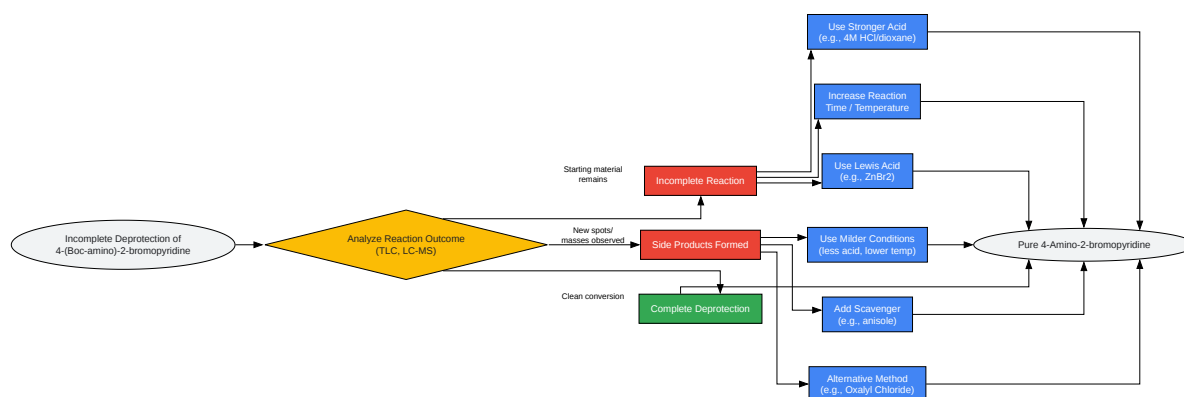 Use Stronger Acid
(e.g., 4M HCl/dioxane)
Increase Reaction
Time / Temperature
Starting material
remains
Incomplete Reaction
Use Lewis Acid
(e.g., ZnBr2)
Incomplete Deprotection of
4-(Boc-amino)-2-bromopyridine
Analyze Reaction Outcome
(TLC, LC-MS)
New spots/
masses observed
Side Products Formed
Use Milder Conditions
(less acid, lower temp)
Pure 4-Amino-2-bromopyridine
Clean conversion
Complete Deprotection
Add Scavenger
(e.g., anisole)
Alternative Method
(e.g., Oxalyl Chloride)